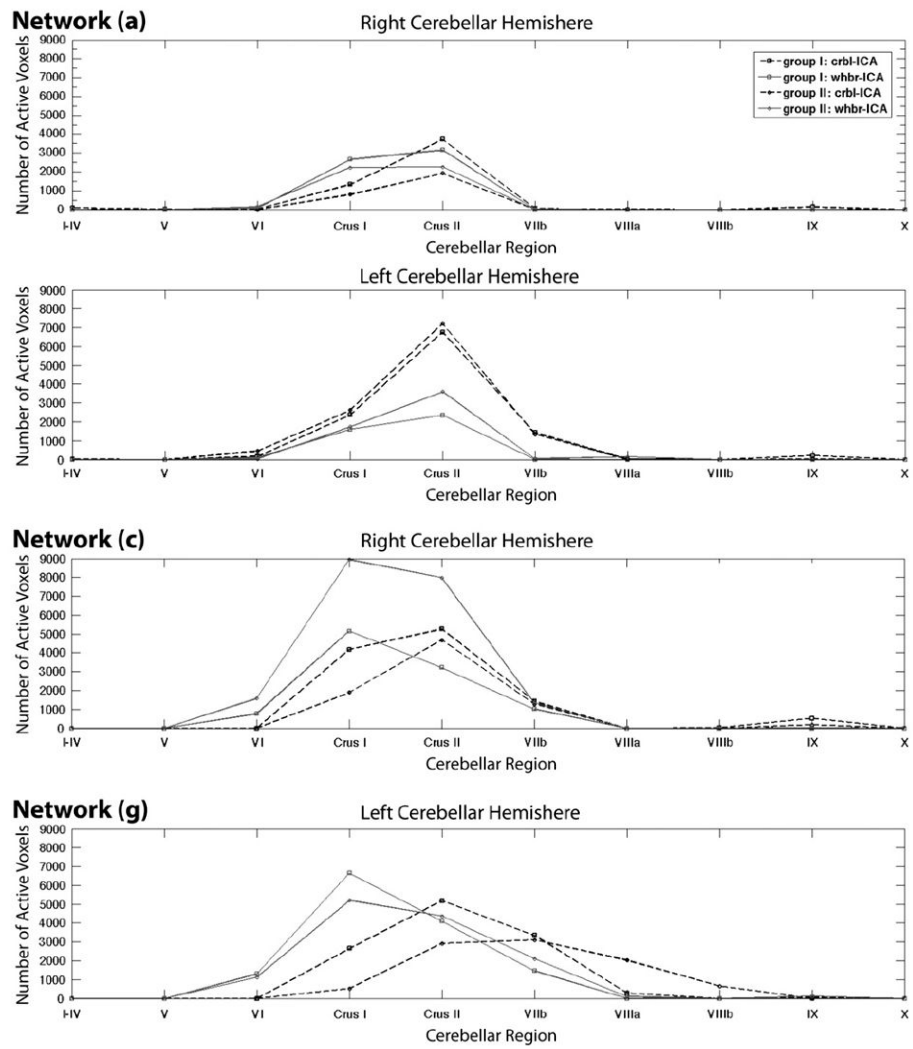 Network (a)
Right Cerebellar Hemishere
Number of Active Voxels
9000
8000
7000
6000
5000
4000
3000
2000
1000
0
group I: crbl-ICA
group I: whbr-ICA
group II: crbl-ICA
group II: whbr-ICA
I-IV V VI Crus I Crus II VIIb VIIIa VIIIb IX X
Cerebellar Region
Left Cerebellar Hemishere
Number of Active Voxels
9000
8000
7000
6000
5000
4000
3000
2000
1000
0
I-IV V VI Crus I Crus II VIIb VIIIa VIIIb IX X
Cerebellar Region
Network (c)
Right Cerebellar Hemishere
Number of Active Voxels
9000
8000
7000
6000
5000
4000
3000
2000
1000
0
I-IV V VI Crus I Crus II VIIb VIIIa VIIIb IX X
Cerebellar Region
Network (g)
Left Cerebellar Hemishere
Number of Active Voxels
9000
8000
7000
6000
5000
4000
3000
2000
1000
0
I-IV V VI Crus I Crus II VIIb VIIIa VIIIb IX X
Cerebellar Region